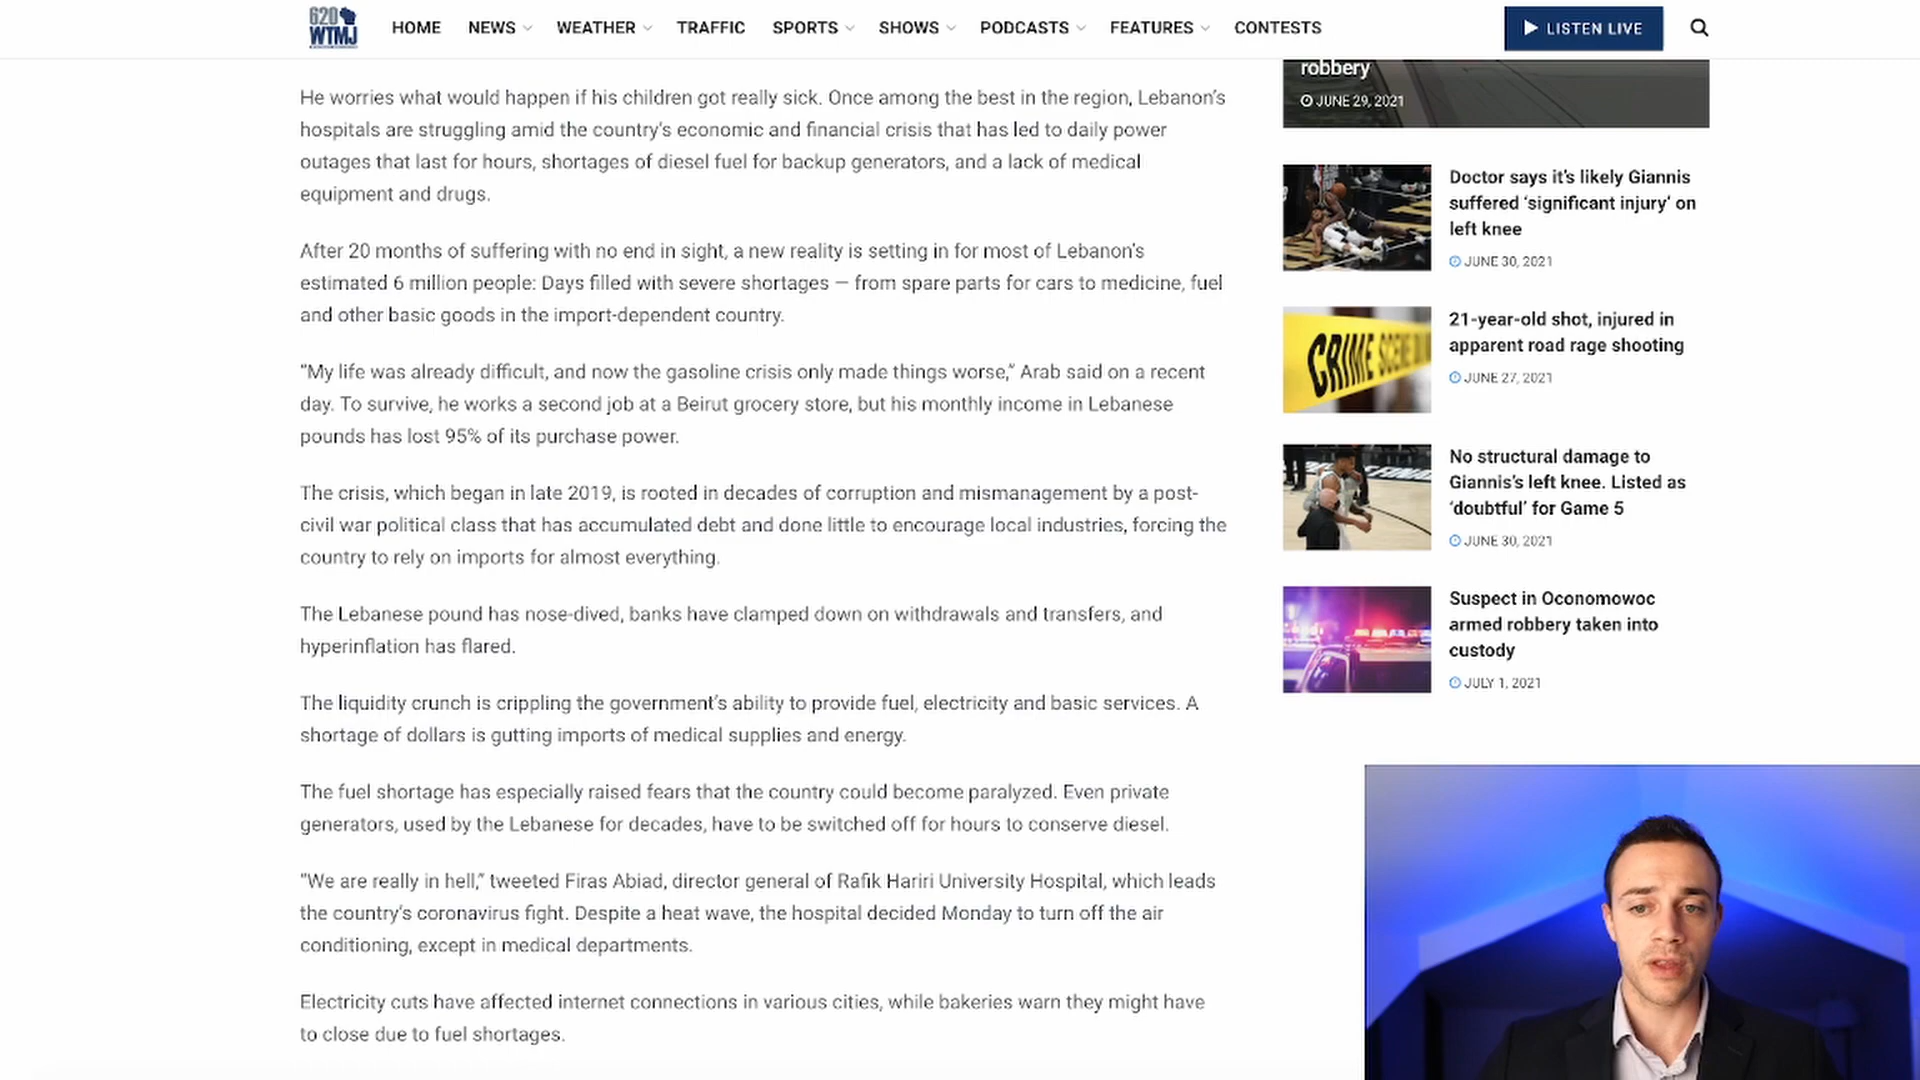 620
WTMJ
HOME
NEWS
WEATHER
TRAFFIC
SPORTS
SHOWS
PODCASTS
FEATURES
CONTESTS
LISTEN LIVE
He worries what would happen if his children got really sick. Once among the best in the region, Lebanon’s
hospitals are struggling amid the country’s economic and financial crisis that has led to daily power
outages that last for hours, shortages of diesel fuel for backup generators, and a lack of medical
equipment and drugs.
After 20 months of suffering with no end in sight, a new reality is setting in for most of Lebanon’s
estimated 6 million people: Days filled with severe shortages — from spare parts for cars to medicine, fuel
and other basic goods in the import-dependent country.
“My life was already difficult, and now the gasoline crisis only made things worse,” Arab said on a recent
day. To survive, he works a second job at a Beirut grocery store, but his monthly income in Lebanese
pounds has lost 95% of its purchase power.
The crisis, which began in late 2019, is rooted in decades of corruption and mismanagement by a post-
civil war political class that has accumulated debt and done little to encourage local industries, forcing the
country to rely on imports for almost everything.
The Lebanese pound has nose-dived, banks have clamped down on withdrawals and transfers, and
hyperinflation has flared.
The liquidity crunch is crippling the government’s ability to provide fuel, electricity and basic services. A
shortage of dollars is gutting imports of medical supplies and energy.
The fuel shortage has especially raised fears that the country could become paralyzed. Even private
generators, used by the Lebanese for decades, have to be switched off for hours to conserve diesel.
“We are really in hell,” tweeted Firas Abiad, director general of Rafik Hariri University Hospital, which leads
the country’s coronavirus fight. Despite a heat wave, the hospital decided Monday to turn off the air
conditioning, except in medical departments.
Electricity cuts have affected internet connections in various cities, while bakeries warn they might have
to close due to fuel shortages.
robbery
JUNE 29, 2021
Doctor says it’s likely Giannis
suffered ‘significant injury’ on
left knee
JUNE 30, 2021
CRIME SCENE
21-year-old shot, injured in
apparent road rage shooting
JUNE 27, 2021
No structural damage to
Giannis’s left knee. Listed as
‘doubtful’ for Game 5
JUNE 30, 2021
Suspect in Oconomowoc
armed robbery taken into
custody
JULY 1, 2021